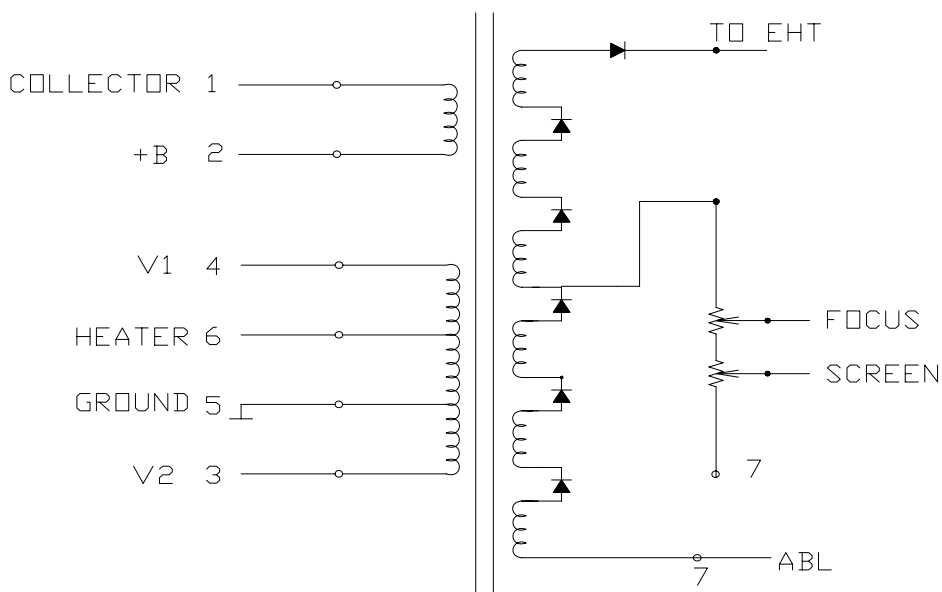 TO EHT
COLLECTOR 1
+B 2
V1 4
HEATER 6
FOCUS
SCREEN
GROUND 5
V2 3
7
ABL
7